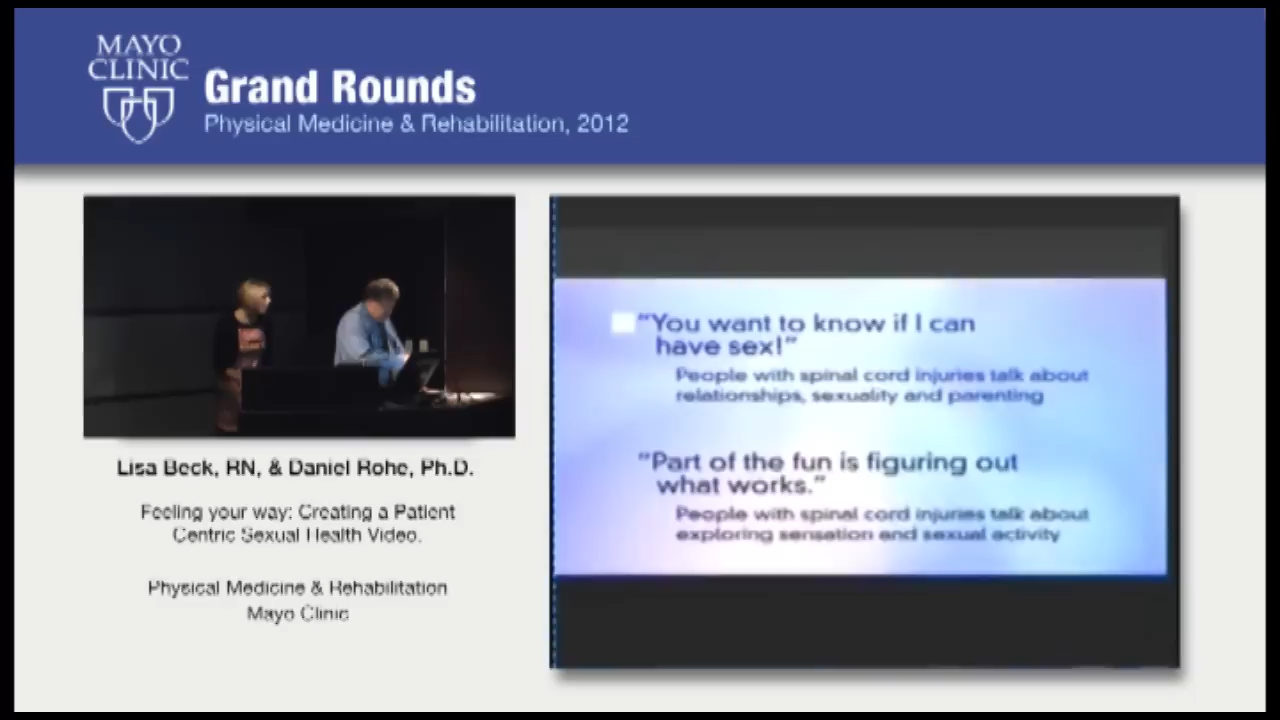 MAYO
CLINIC
Grand Rounds
Physical Medicine & Rehabilitation, 2012
"You want to know if I can
have sex!"
People with spinal cord injuries talk about
relationships, sexuality and parenting
"Part of the fun is figuring out
what works."
People with spinal cord injuries talk about
exploring sensation and sexual activity
Lisa Beck, RN, & Daniel Rohe, Ph.D.
Feeling your way: Creating a Patient
Centric Sexual Health Video.
Physical Medicine & Rehabilitation
Mayo Clinic